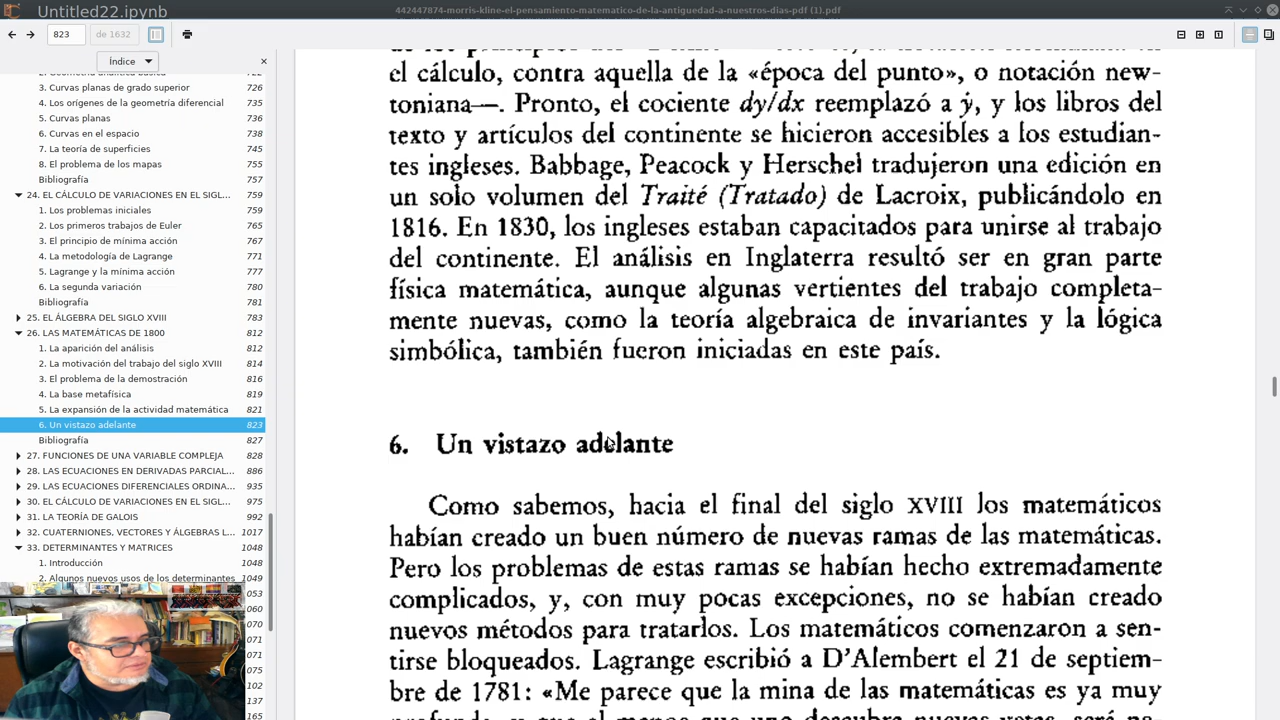 Untitled22.ipynb
442447874-morris-kline-el-pensamiento-matematico-de-la-antiguedad-a-nuestros-dias-pdf (1).pdf
823
de 1632
Índice
722
3. Curvas planas de grado superior 726
4. Los orígenes de la geometría diferencial 735
5. Curvas planas 736
6. Curvas en el espacio 738
7. La teoría de superficies 745
8. El problema de los mapas 755
Bibliografía 757
24. EL CÁLCULO DE VARIACIONES EN EL SIGL... 759
1. Los problemas iniciales 759
2. Los primeros trabajos de Euler 765
3. El principio de mínima acción 767
4. La metodología de Lagrange 771
5. Lagrange y la mínima acción 777
6. La segunda variación 780
Bibliografía 781
25. EL ÁLGEBRA DEL SIGLO XVIII 783
26. LAS MATEMÁTICAS DE 1800 812
1. La aparición del análisis 812
2. La motivación del trabajo del siglo XVIII 814
3. El problema de la demostración 816
4. La base metafísica 819
5. La expansión de la actividad matemática 821
6. Un vistazo adelante 823
Bibliografía 827
27. FUNCIONES DE UNA VARIABLE COMPLEJA 828
28. LAS ECUACIONES EN DERIVADAS PARCIAL... 886
29. LAS ECUACIONES DIFERENCIALES ORDINA... 935
30. EL CÁLCULO DE VARIACIONES EN EL SIGL... 975
31. LA TEORÍA DE GALOIS 992
32. CUATERNIONES, VECTORES Y ÁLGEBRAS L... 1017
33. DETERMINANTES Y MATRICES 1048
1. Introducción 1048
2. Algunos nuevos usos de los determinantes 1049
053
060
070
071
075
102
137
165
el cálculo, contra aquella de la «época del punto», o notación new-
toniana—. Pronto, el cociente dy/dx reemplazó a ẏ, y los libros del
texto y artículos del continente se hicieron accesibles a los estudian-
tes ingleses. Babbage, Peacock y Herschel tradujeron una edición en
un solo volumen del Traité (Tratado) de Lacroix, publicándolo en
1816. En 1830, los ingleses estaban capacitados para unirse al trabajo
del continente. El análisis en Inglaterra resultó ser en gran parte
física matemática, aunque algunas vertientes del trabajo completa-
mente nuevas, como la teoría algebraica de invariantes y la lógica
simbólica, también fueron iniciadas en este país.
6. Un vistazo adelante
Como sabemos, hacia el final del siglo XVIII los matemáticos
habían creado un buen número de nuevas ramas de las matemáticas.
Pero los problemas de estas ramas se habían hecho extremadamente
complicados, y, con muy pocas excepciones, no se habían creado
nuevos métodos para tratarlos. Los matemáticos comenzaron a sen-
tirse bloqueados. Lagrange escribió a D'Alembert el 21 de septiem-
bre de 1781: «Me parece que la mina de las matemáticas es ya muy